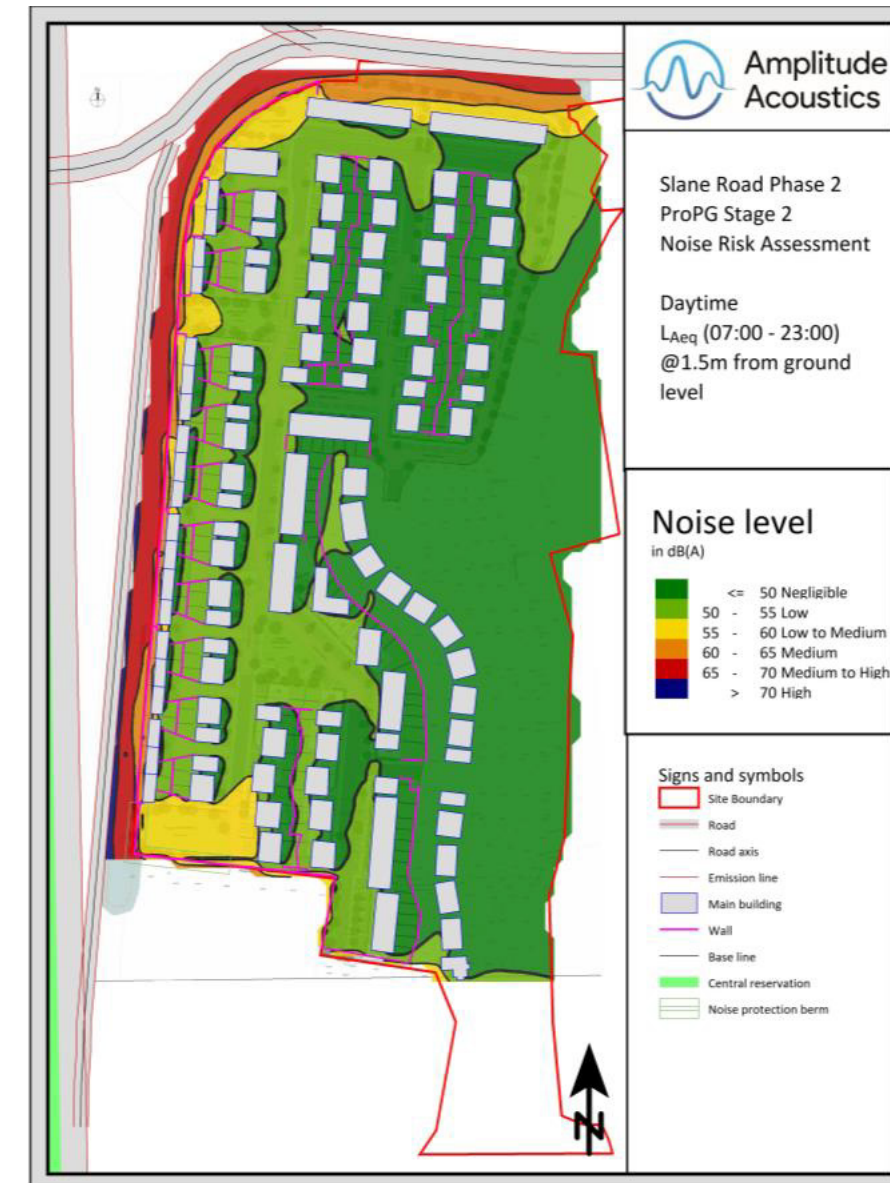 Amplitude
Acoustics
Slane Road Phase 2
ProPG Stage 2
Noise Risk Assessment
Daytime
LAeq (07:00 - 23:00)
@1.5m from ground
level
Noise level
in dB(A)
<= 50 Negligible
50 - 55 Low
55 - 60 Low to Medium
60 - 65 Medium
65 - 70 Medium to High
> 70 High
Signs and symbols
Site Boundary
Road
Road axis
Emission line
Main building
Wall
Base line
Central reservation
Noise protection berm
N